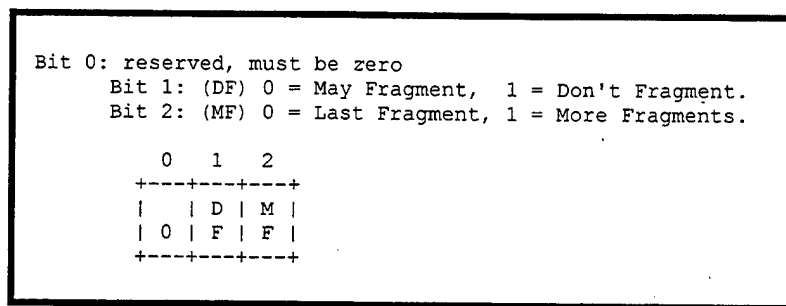 Bit 0: reserved, must be zero
Bit 1: (DF) 0 = May Fragment,  1 = Don't Fragment.
Bit 2: (MF) 0 = Last Fragment, 1 = More Fragments.
  0   1   2
+---+---+---+
|   | D | M |
| 0 | F | F |
+---+---+---+